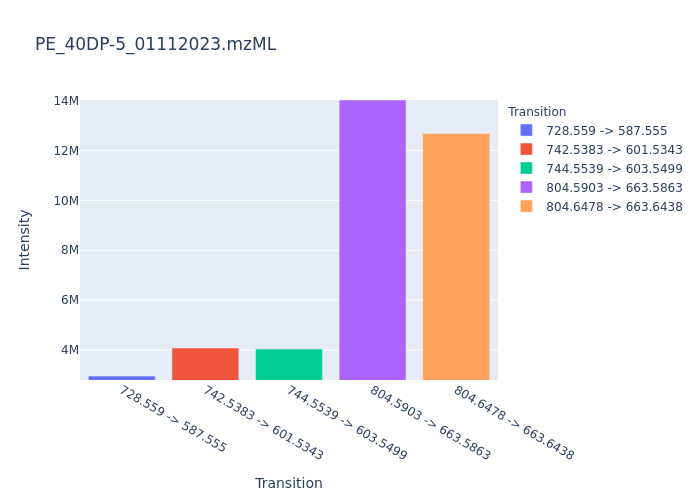 PE_40DP-5_01112023.mzML
14M
12M
10M
8M
6M
4M
Intensity
728.559 -> 587.555
742.5383 -> 601.5343
744.5539 -> 603.5499
804.5903 -> 663.5863
804.6478 -> 663.6438
Transition
Transition
728.559 -> 587.555
742.5383 -> 601.5343
744.5539 -> 603.5499
804.5903 -> 663.5863
804.6478 -> 663.6438